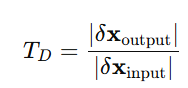 T_D = |δx_output| / |δx_input|